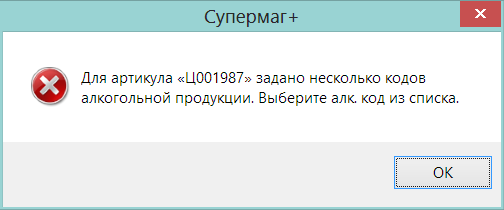 Супермаг+
Для артикула «Ц001987» задано несколько кодов
алкогольной продукции. Выберите алк. код из списка.
OK